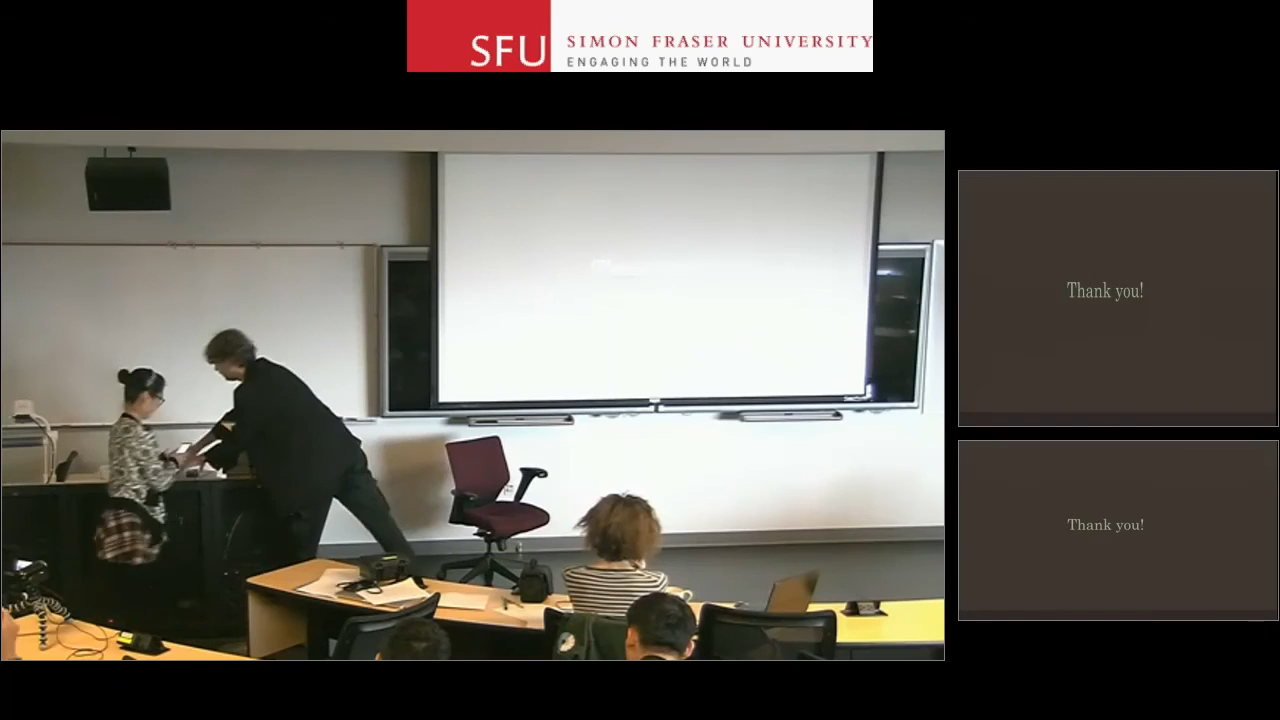 SFU
SIMON FRASER UNIVERSITY
ENGAGING THE WORLD
Thank you!
Thank you!